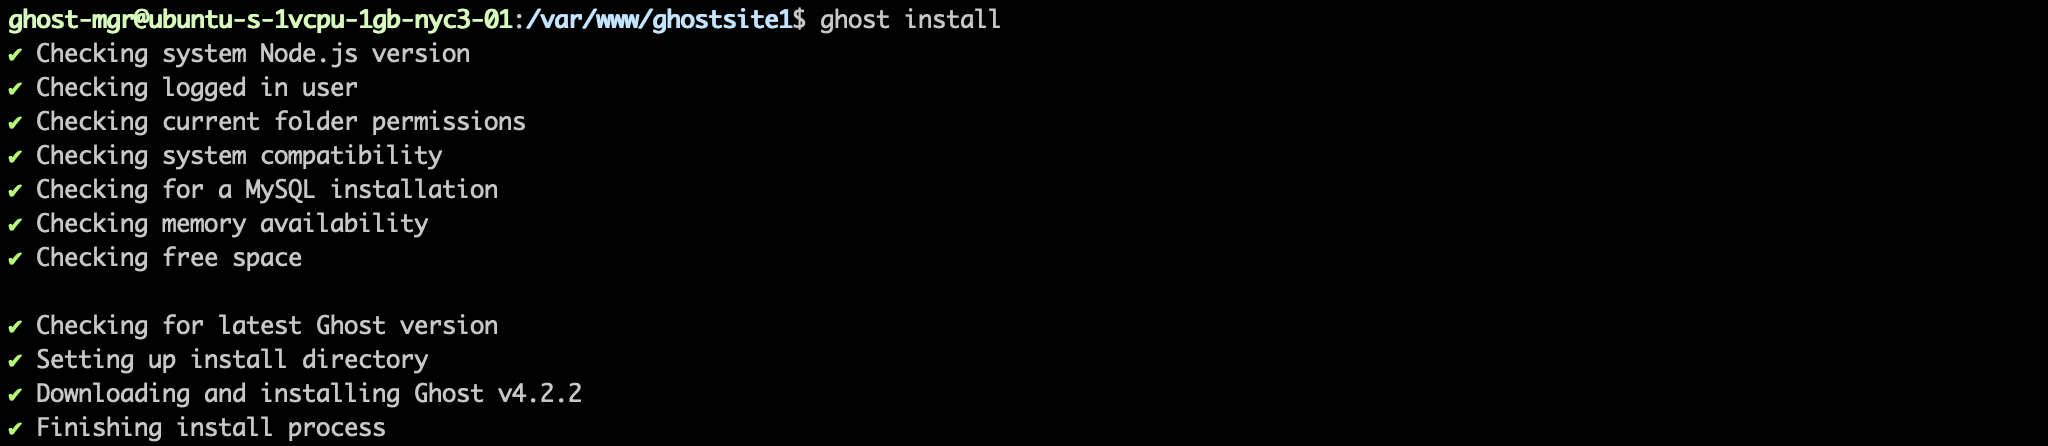 ghost-mgr@ubuntu-s-1vcpu-1gb-nyc3-01:/var/www/ghostsite1$ ghost install
✔ Checking system Node.js version
✔ Checking logged in user
✔ Checking current folder permissions
✔ Checking system compatibility
✔ Checking for a MySQL installation
✔ Checking memory availability
✔ Checking free space
✔ Checking for latest Ghost version
✔ Setting up install directory
✔ Downloading and installing Ghost v4.2.2
✔ Finishing install process